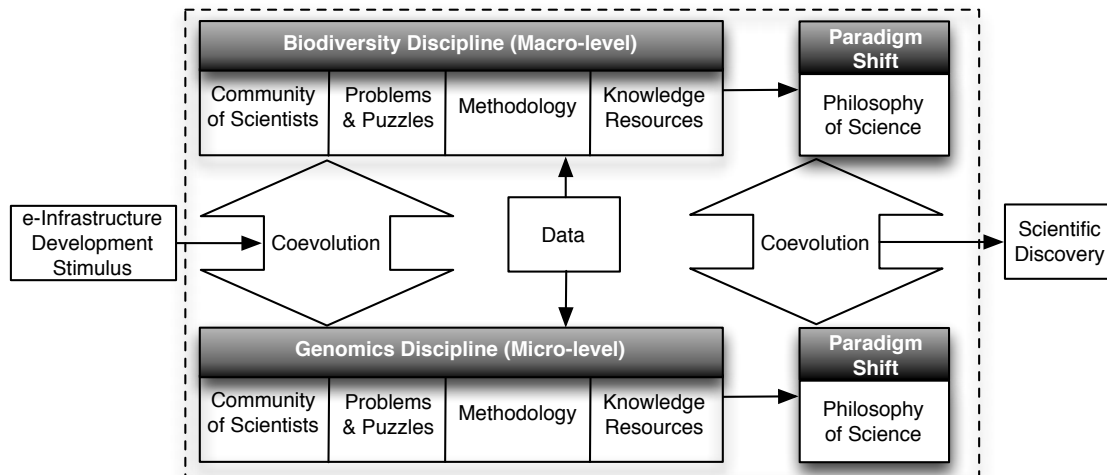 Biodiversity Discipline (Macro-level)
Community
of Scientists
Problems
& Puzzles
Methodology
Knowledge
Resources
Paradigm
Shift
Philosophy
of Science
e-Infrastructure
Development
Stimulus
Coevolution
Data
Coevolution
Scientific
Discovery
Genomics Discipline (Micro-level)
Community
of Scientists
Problems
& Puzzles
Methodology
Knowledge
Resources
Paradigm
Shift
Philosophy
of Science